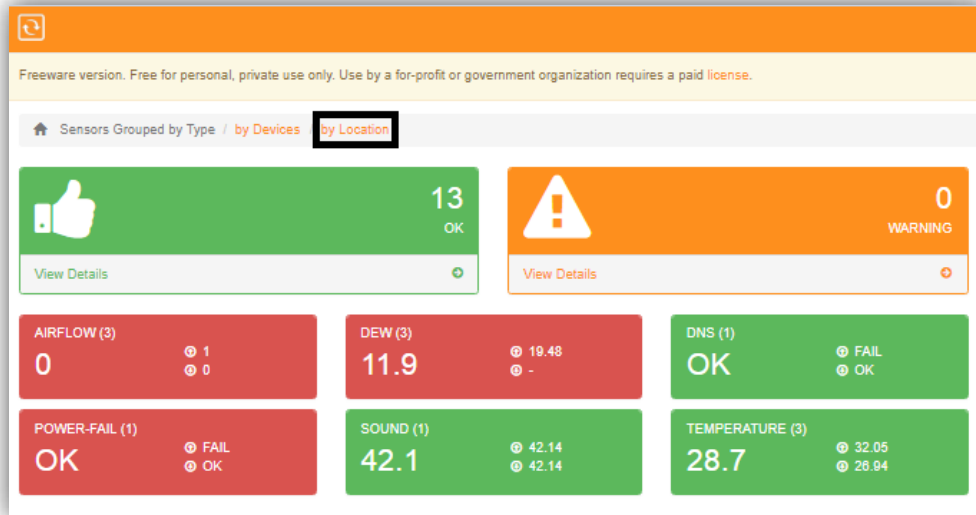 Freeware version. Free for personal, private use only. Use by a for-profit or government organization requires a paid license.
Sensors Grouped by Type / by Devices / by Location
13
OK
View Details
0
WARNING
View Details
AIRFLOW (3)
0
1
0
DEW (3)
11.9
19.48
-
DNS (1)
OK
FAIL
OK
POWER-FAIL (1)
OK
FAIL
OK
SOUND (1)
42.1
42.14
42.14
TEMPERATURE (3)
28.7
32.05
26.94